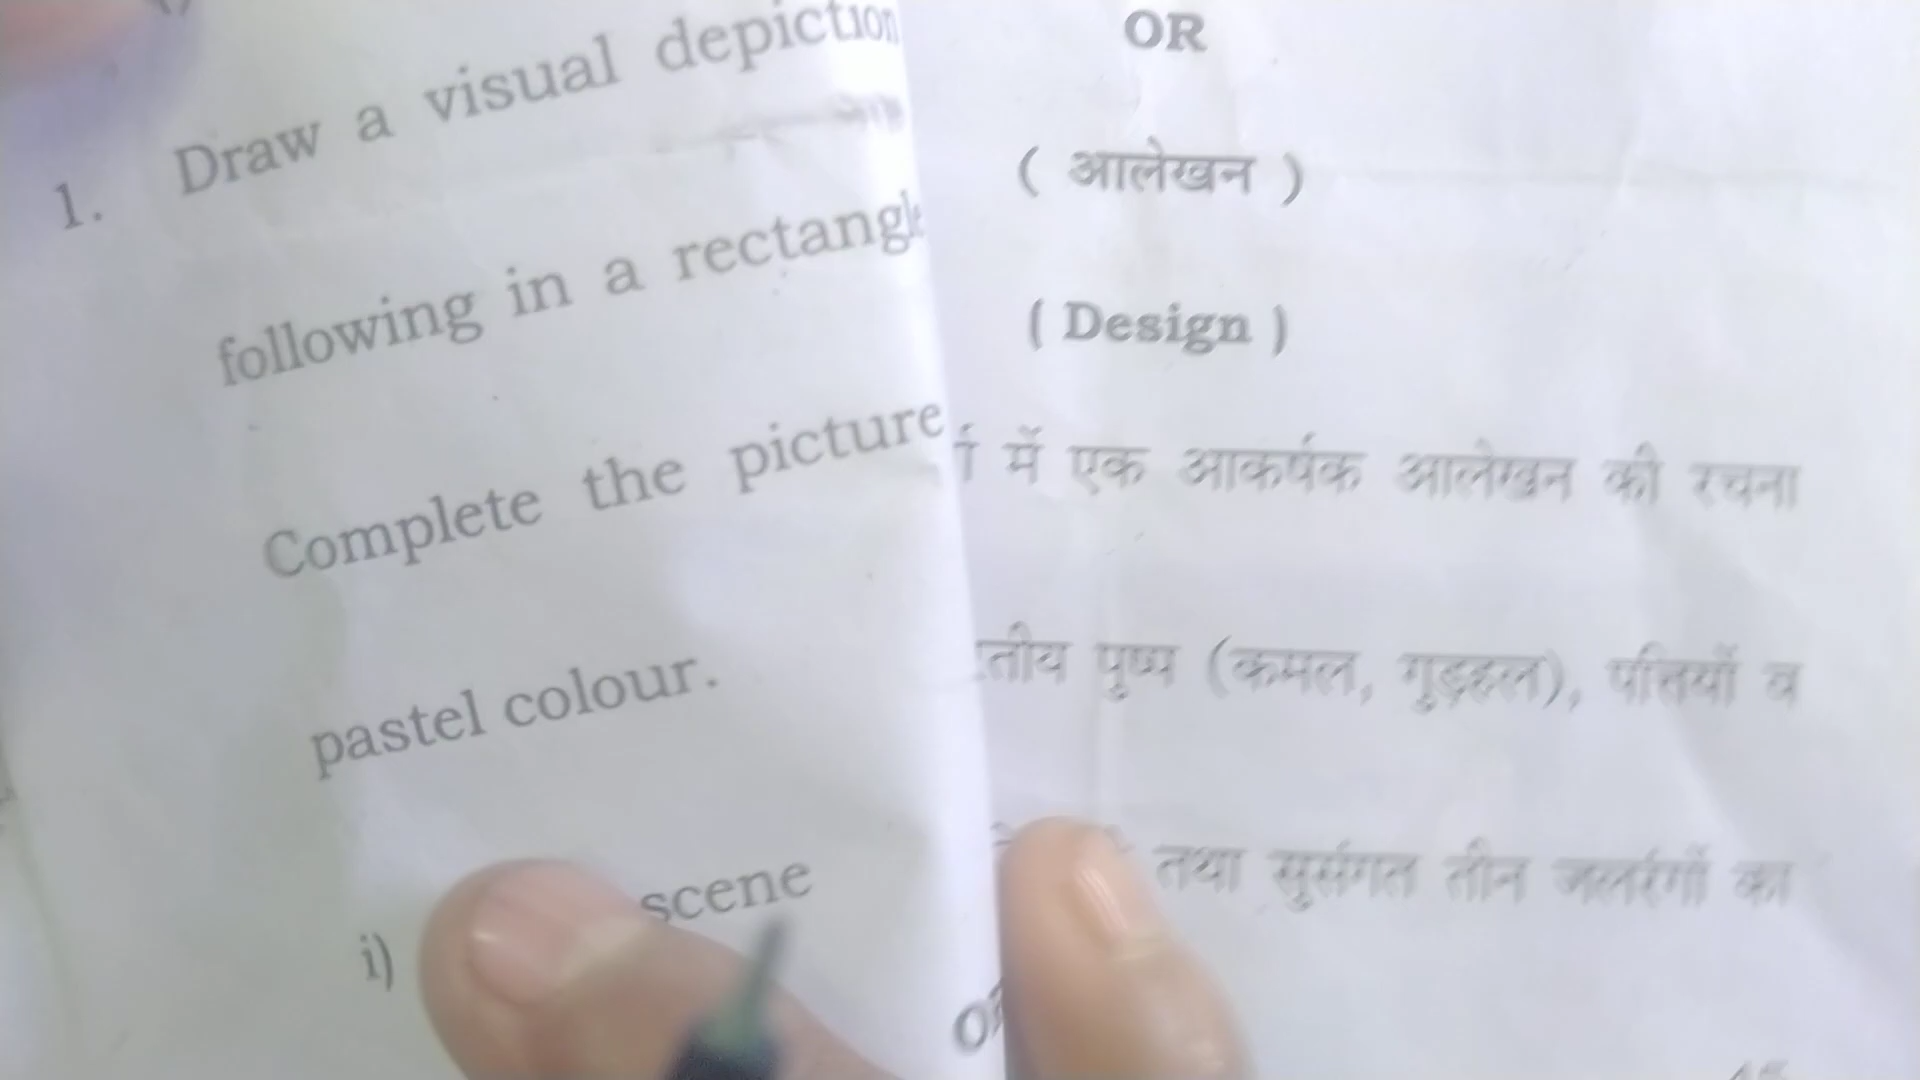 1. Draw a visual depiction
following in a rectangle
Complete the picture
pastel colour.
i) scene
OR
( आलेखन )
( Design )
में एक आकर्षक आलेखन की रचना
पुष्प (कमल, गुड़हल), पत्तियों व
तथा सुसंगत तीन जलरंगों का